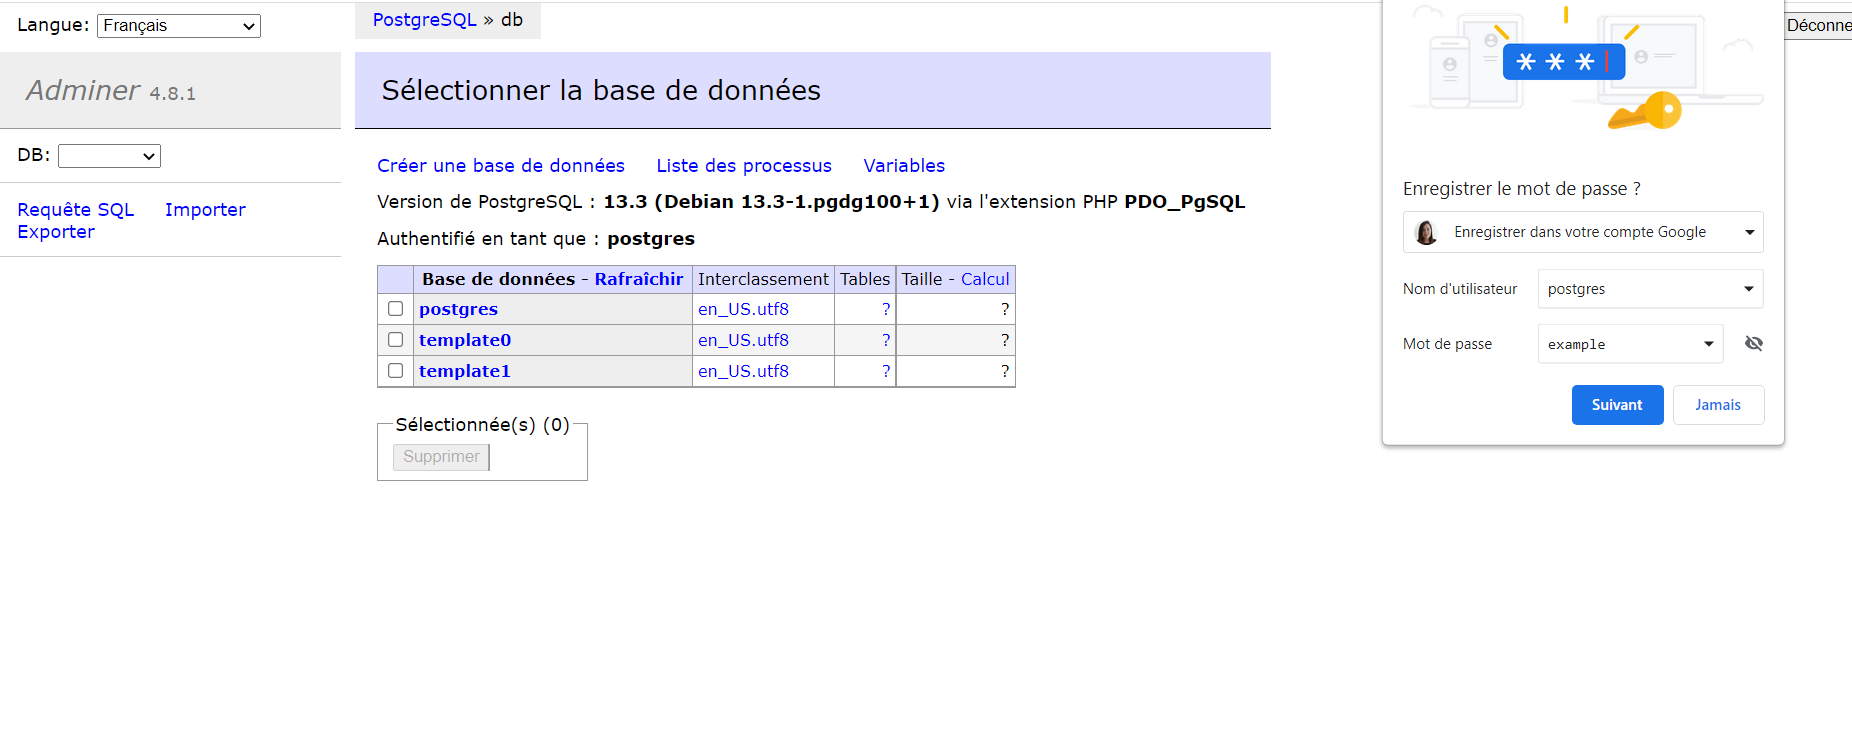 Langue: Français
Adminer 4.8.1
DB:
Requête SQL Importer
Exporter
PostgreSQL » db
Sélectionner la base de données
Créer une base de données Liste des processus Variables
Version de PostgreSQL : 13.3 (Debian 13.3-1.pgdg100+1) via l'extension PHP PDO_PgSQL
Authentifié en tant que : postgres
Base de données - Rafraîchir Interclassement Tables Taille - Calcul
postgres en_US.utf8 ? ?
template0 en_US.utf8 ? ?
template1 en_US.utf8 ? ?
Sélectionnée(s) (0)
Supprimer
Déconne
***
Enregistrer le mot de passe ?
Enregistrer dans votre compte Google
Nom d'utilisateur postgres
Mot de passe example
Suivant Jamais